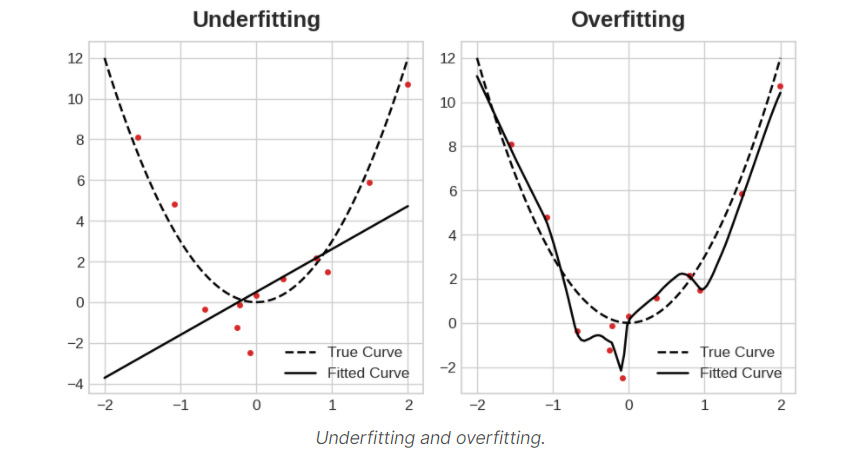 Underfitting
12
10
8
6
4
2
0
−2
−4
−2 −1 0 1 2
True Curve
Fitted Curve
Overfitting
12
10
8
6
4
2
0
−2
−2 −1 0 1 2
True Curve
Fitted Curve
Underfitting and overfitting.